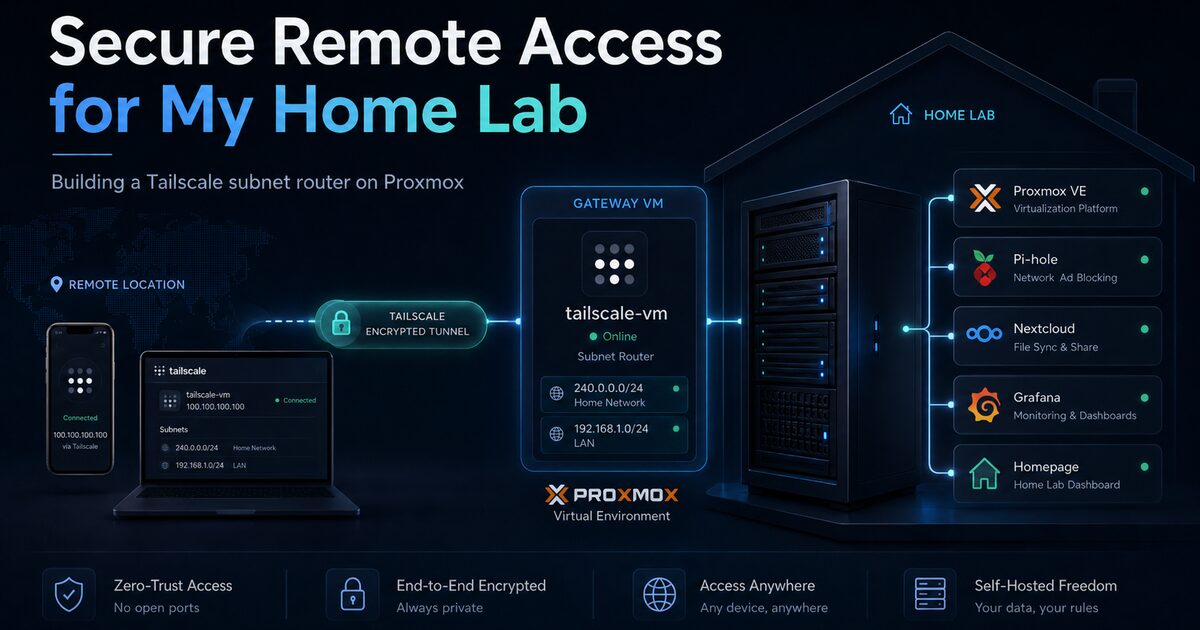 Secure Remote Access
for My Home Lab
Building a Tailscale subnet router on Proxmox
REMOTE LOCATION
Connected
100.100.100.100
via Tailscale
tailscale
tailscale-vm
100.100.100.100
Connected
Subnets
240.0.0.0/24 Home Network
192.168.1.0/24 LAN
TAILSCALE
ENCRYPTED TUNNEL
GATEWAY VM
tailscale-vm
Online
Subnet Router
240.0.0.0/24
Home Network
192.168.1.0/24
LAN
PROXMOX
Virtual Environment
HOME LAB
Proxmox VE
Virtualization Platform
Pi-hole
Network Ad Blocking
Nextcloud
File Sync & Share
Grafana
Monitoring & Dashboards
Homepage
Home Lab Dashboard
Zero-Trust Access
No open ports
End-to-End Encrypted
Always private
Access Anywhere
Any device, anywhere
Self-Hosted Freedom
Your data, your rules